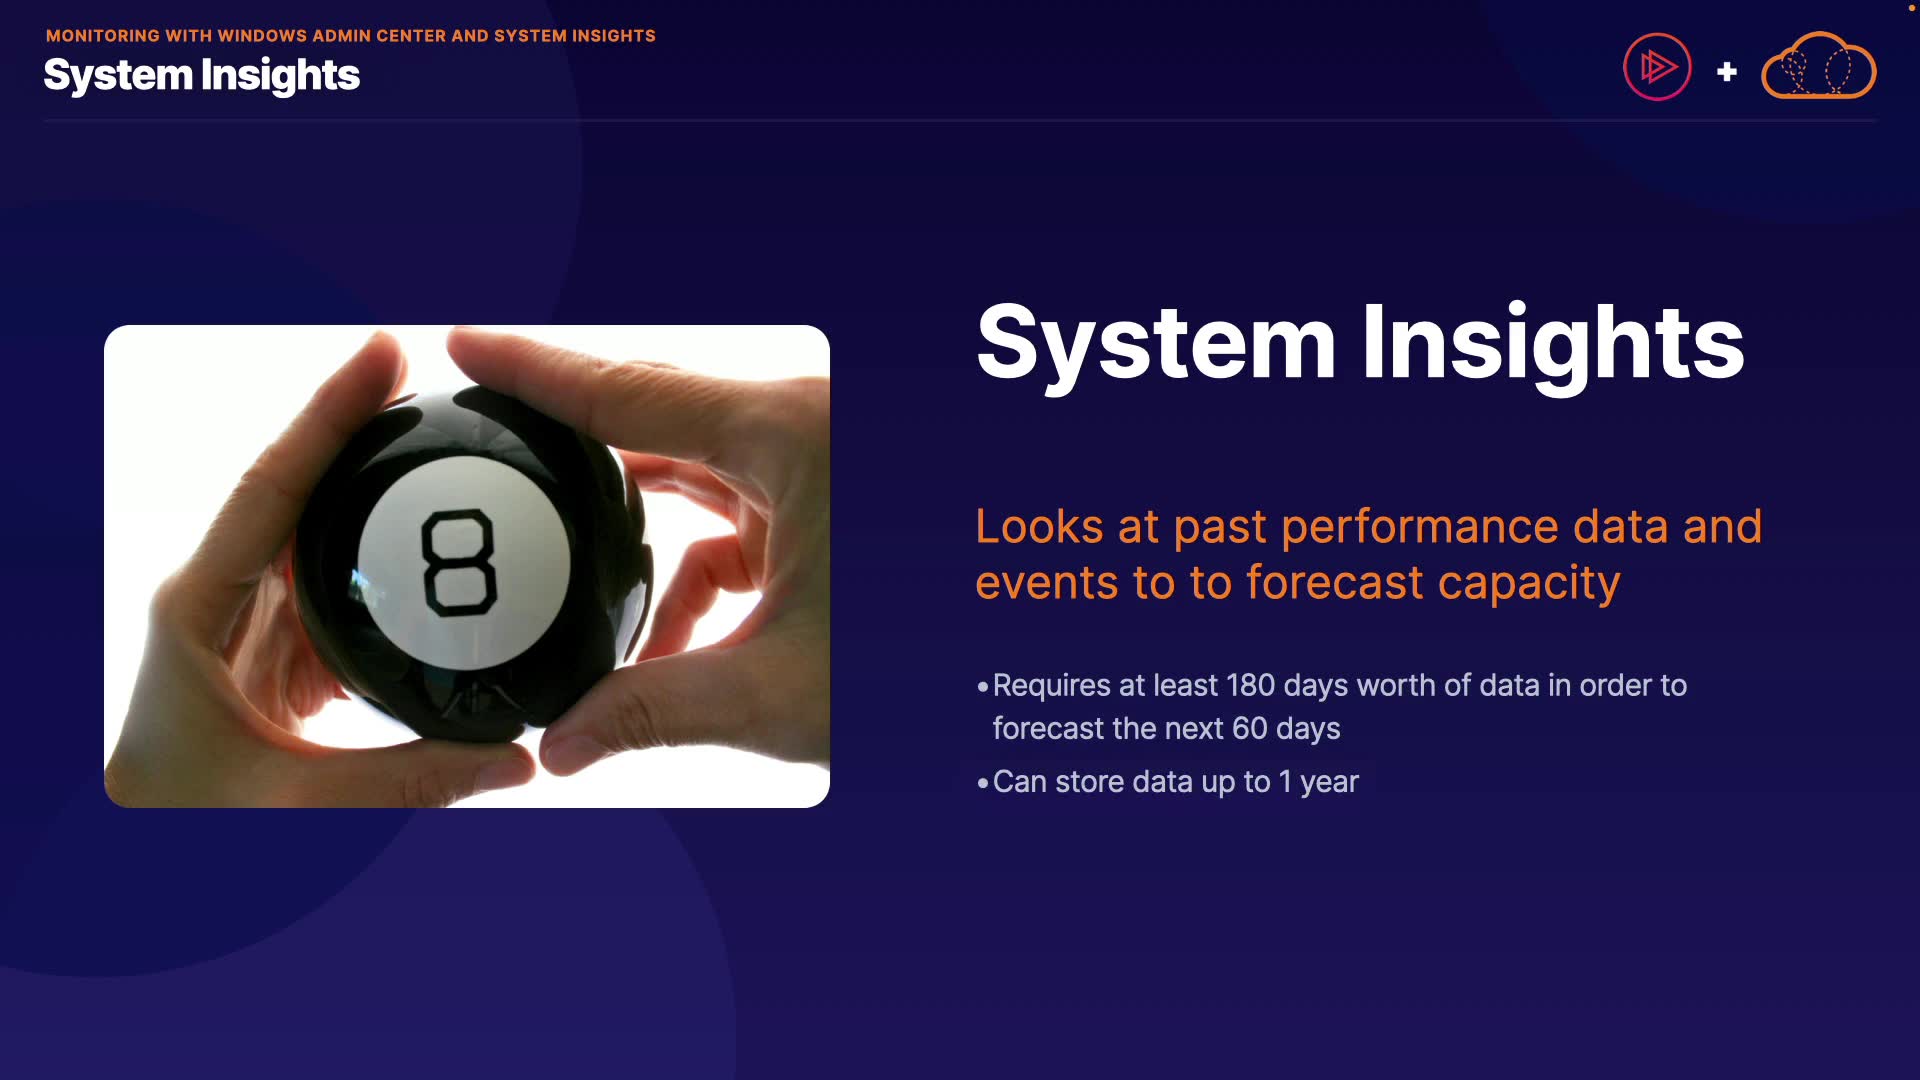 MONITORING WITH WINDOWS ADMIN CENTER AND SYSTEM INSIGHTS
System Insights
8
System Insights
Looks at past performance data and
events to to forecast capacity
•Requires at least 180 days worth of data in order to
forecast the next 60 days
•Can store data up to 1 year